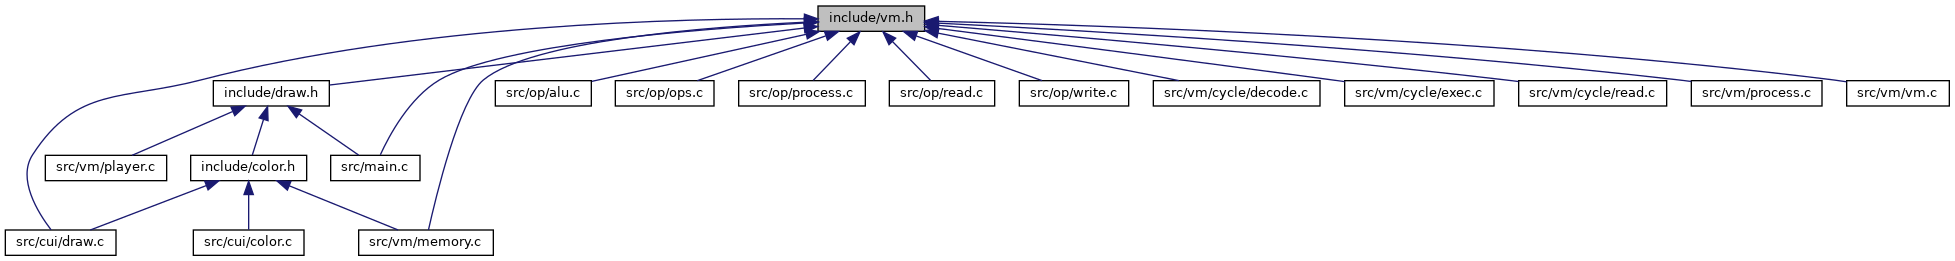 include/vm.h
include/draw.h
src/op/alu.c
src/op/ops.c
src/op/process.c
src/op/read.c
src/op/write.c
src/vm/cycle/decode.c
src/vm/cycle/exec.c
src/vm/cycle/read.c
src/vm/process.c
src/vm/vm.c
src/vm/player.c
include/color.h
src/main.c
src/cui/draw.c
src/cui/color.c
src/vm/memory.c